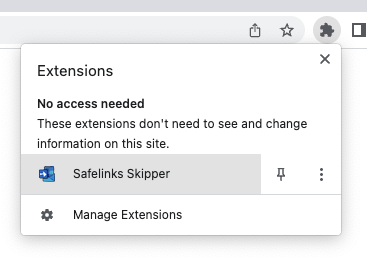 Extensions
No access needed
These extensions don't need to see and change
information on this site.
Safelinks Skipper
Manage Extensions